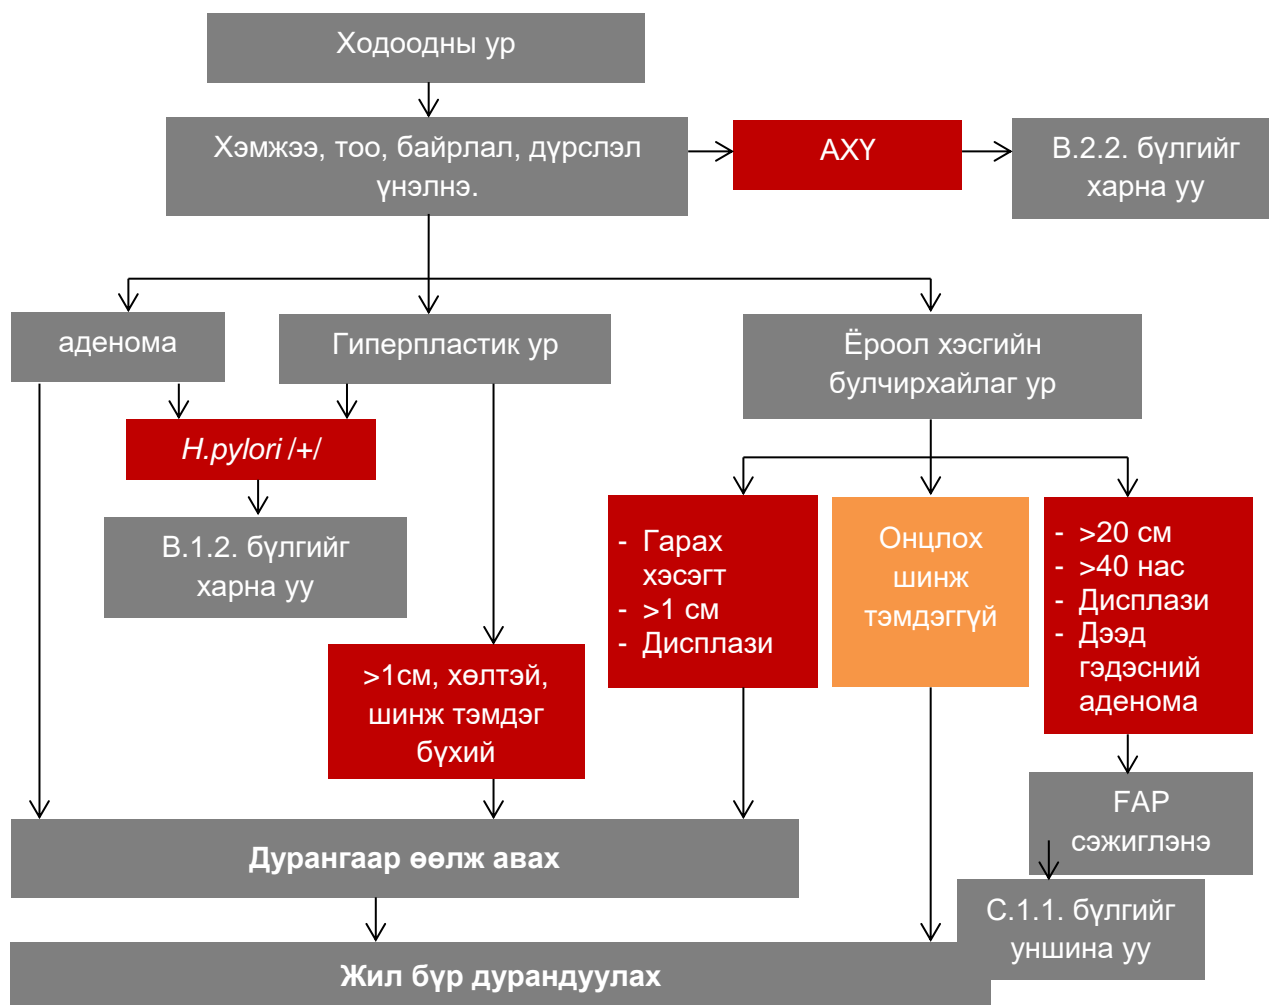 Ходоодны ур
Хэмжээ, тоо, байрлал, дүрслэл
үнэлнэ.
АХҮ
В.2.2. бүлгийг
харна уу
аденома
Гиперпластик ур
Ёроол хэсгийн
булчирхайлаг ур
H.pylori /+/
В.1.2. бүлгийг
харна уу
- Гарах
хэсэгт
- >1 см
- Дисплази
Онцлох
шинж
тэмдэггүй
- >20 см
- >40 нас
- Дисплази
- Дээд
гэдэсний
аденома
>1см, хөлтэй,
шинж тэмдэг
бүхий
FAP
сэжиглэнэ
Дурангаар өөлж авах
С.1.1. бүлгийг
уншина уу
Жил бүр дурандуулах